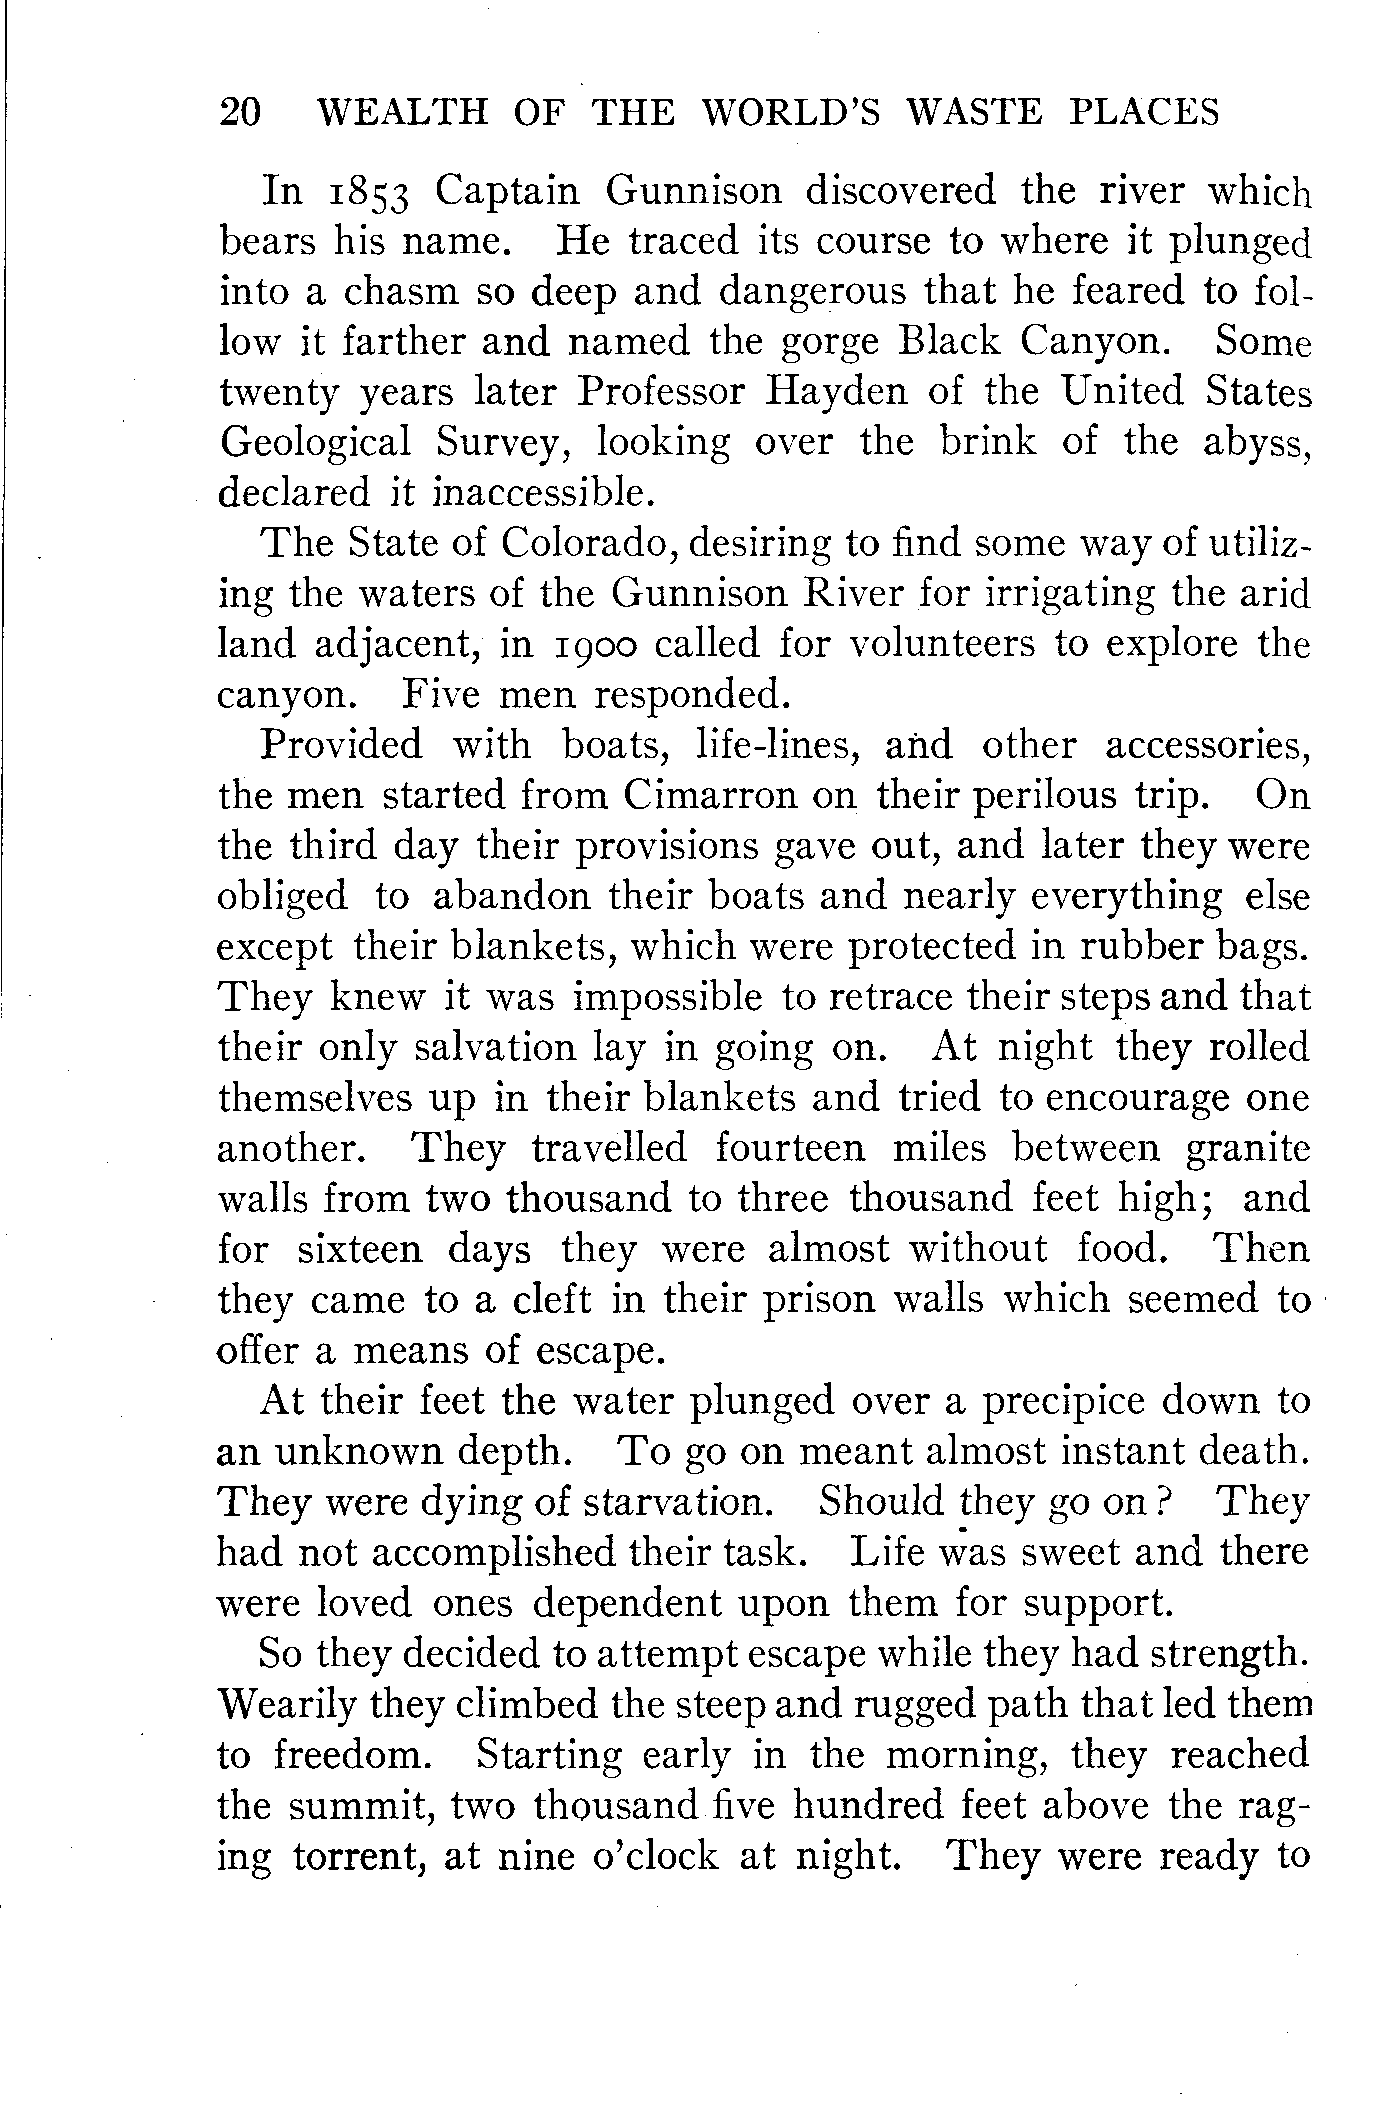 20 WEALTH OF THE WORLD'S WASTE PLACES
In 1853 Captain Gunnison discovered the river which
bears his name. He traced its course to where it plunged
into a chasm so deep and dangerous that he feared to fol-
low it farther and named the gorge Black Canyon. Some
twenty years later Professor Hayden of the United States
Geological Survey, looking over the brink of the abyss,
declared it inaccessible.
The State of Colorado, desiring to find some way of utiliz-
ing the waters of the Gunnison River for irrigating the arid
land adjacent, in 1900 called for volunteers to explore the
canyon. Five men responded.
Provided with boats, life-lines, and other accessories,
the men started from Cimarron on their perilous trip. On
the third day their provisions gave out, and later they were
obliged to abandon their boats and nearly everything else
except their blankets, which were protected in rubber bags.
They knew it was impossible to retrace their steps and that
their only salvation lay in going on. At night they rolled
themselves up in their blankets and tried to encourage one
another. They travelled fourteen miles between granite
walls from two thousand to three thousand feet high; and
for sixteen days they were almost without food. Then
they came to a cleft in their prison walls which seemed to
offer a means of escape.
At their feet the water plunged over a precipice down to
an unknown depth. To go on meant almost instant death.
They were dying of starvation. Should they go on? They
had not accomplished their task. Life was sweet and there
were loved ones dependent upon them for support.
So they decided to attempt escape while they had strength.
Wearily they climbed the steep and rugged path that led them
to freedom. Starting early in the morning, they reached
the summit, two thousand five hundred feet above the rag-
ing torrent, at nine o'clock at night. They were ready to